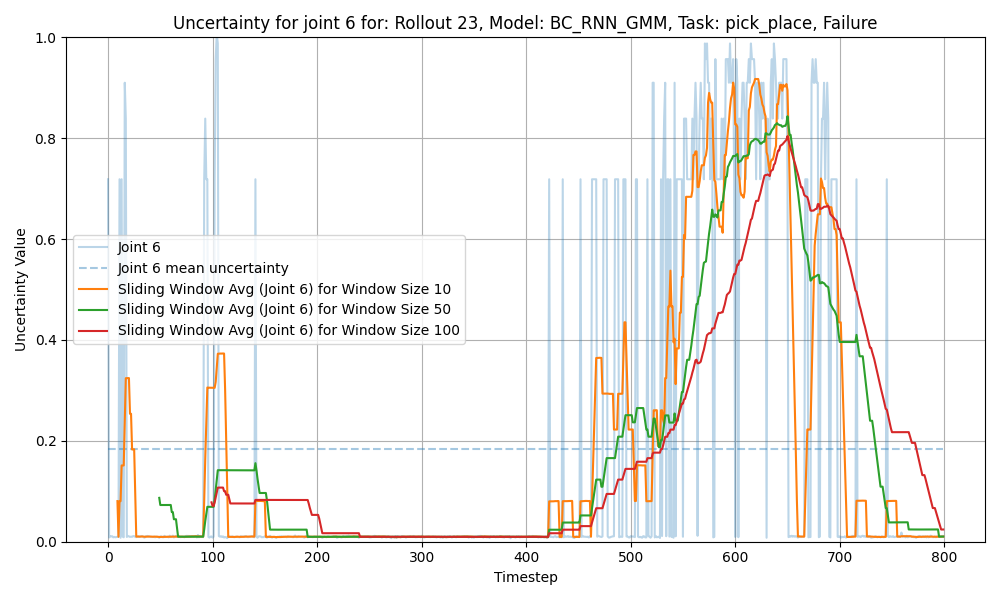 Uncertainty for joint 6 for: Rollout 23, Model: BC_RNN_GMM, Task: pick_place, Failure
Uncertainty Value
1.0
0.8
0.6
0.4
0.2
0.0
Joint 6
Joint 6 mean uncertainty
Sliding Window Avg (Joint 6) for Window Size 10
Sliding Window Avg (Joint 6) for Window Size 50
Sliding Window Avg (Joint 6) for Window Size 100
0 100 200 300 400 500 600 700 800
Timestep